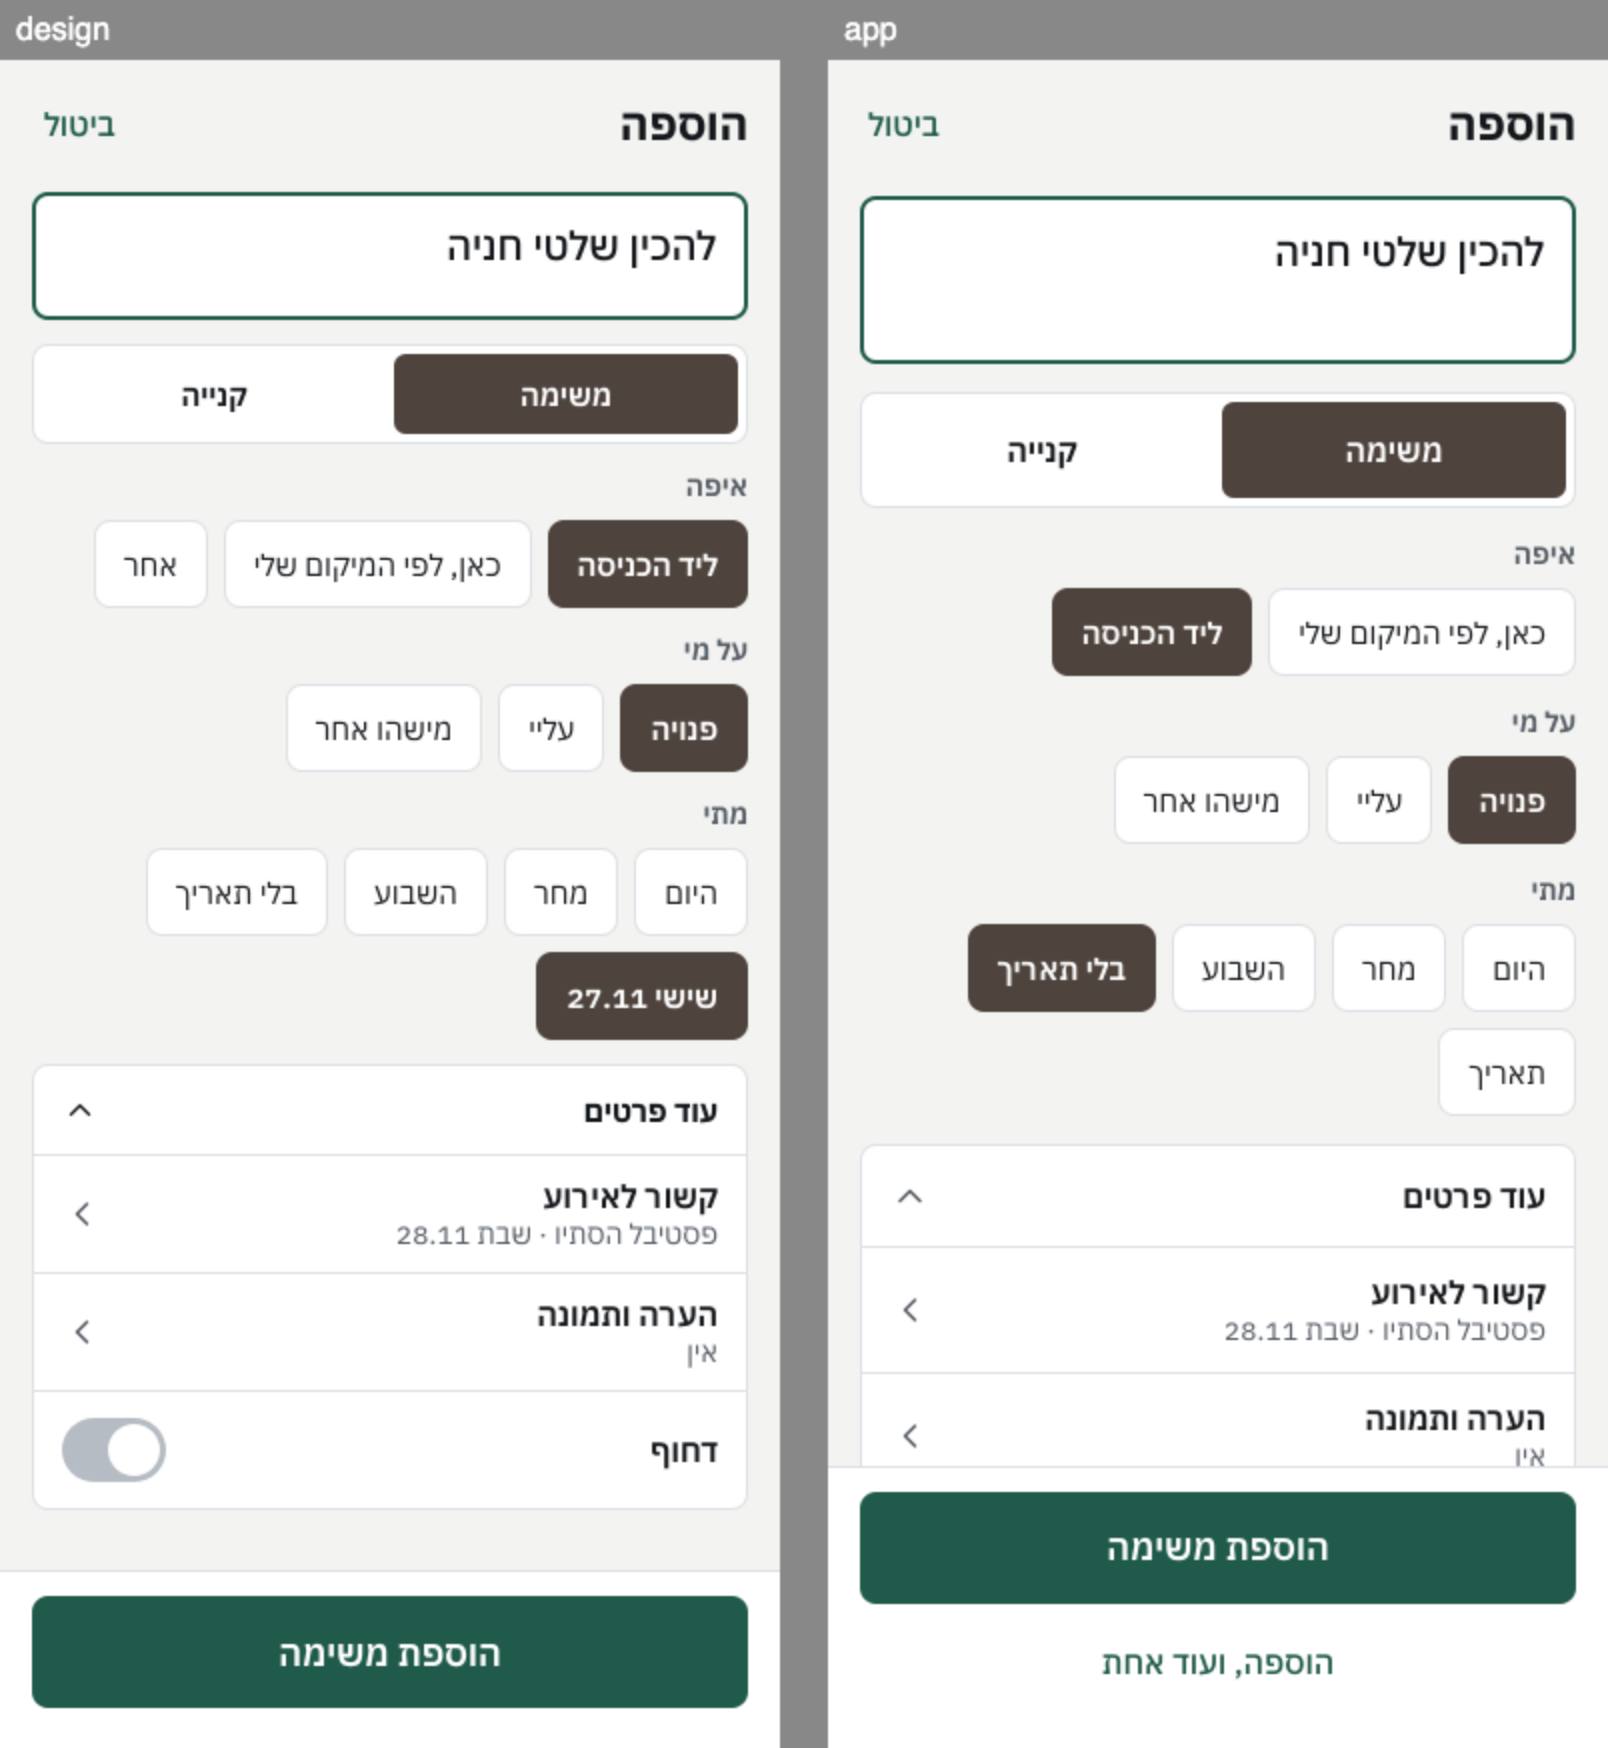 design
הוספה
ביטול
להכין שלטי חניה
משימה
קנייה
איפה
ליד הכניסה
כאן, לפי המיקום שלי
אחר
על מי
פנויה
עליי
מישהו אחר
מתי
היום
מחר
השבוע
בלי תאריך
שישי 27.11
עוד פרטים
קשור לאירוע
פסטיבל הסתיו · שבת 28.11
הערה ותמונה
אין
דחוף
הוספת משימה
app
הוספה
ביטול
להכין שלטי חניה
משימה
קנייה
איפה
כאן, לפי המיקום שלי
ליד הכניסה
על מי
פנויה
עליי
מישהו אחר
מתי
היום
מחר
השבוע
בלי תאריך
תאריך
עוד פרטים
קשור לאירוע
פסטיבל הסתיו · שבת 28.11
הערה ותמונה
אין
הוספת משימה
הוספה, ועוד אחת